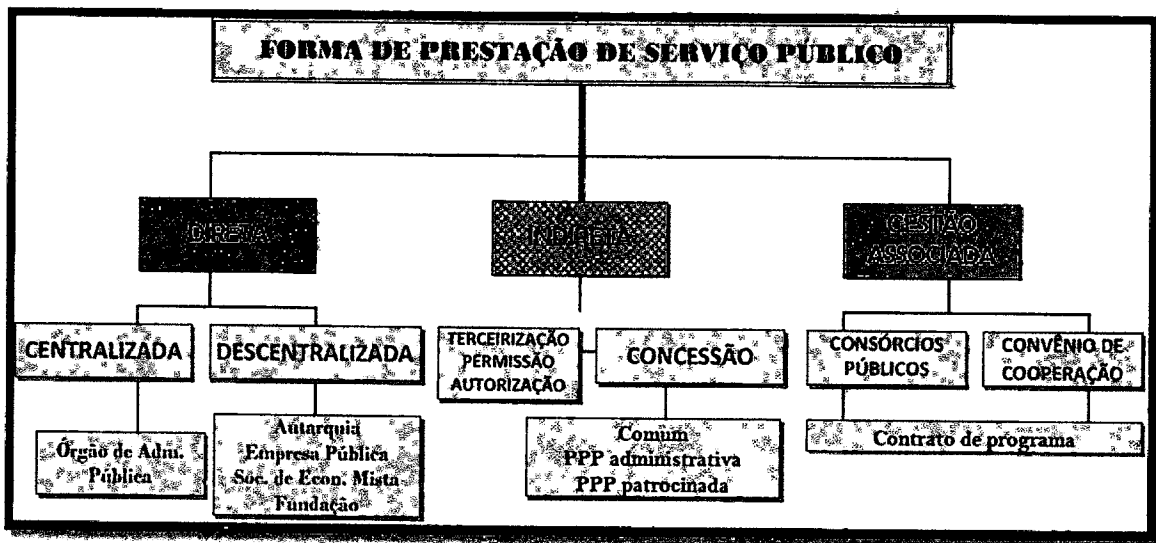 FORMA DE PRESTAÇÃO DE SERVIÇO PÚBLICO
DIRETA
INDIRETA
GESTÃO
ASSOCIADA
CENTRALIZADA
DESCENTRALIZADA
TERCEIRIZAÇÃO
PERMISSÃO
AUTORIZAÇÃO
CONCESSÃO
CONSÓRCIOS
PÚBLICOS
CONVÊNIO DE
COOPERAÇÃO
Órgão de Adm.
Pública
Autarquia
Empresa Pública
Soc. de Econ. Mista
Fundação
Comum
PPP administrativa
PPP patrocinada
Contrato de programa